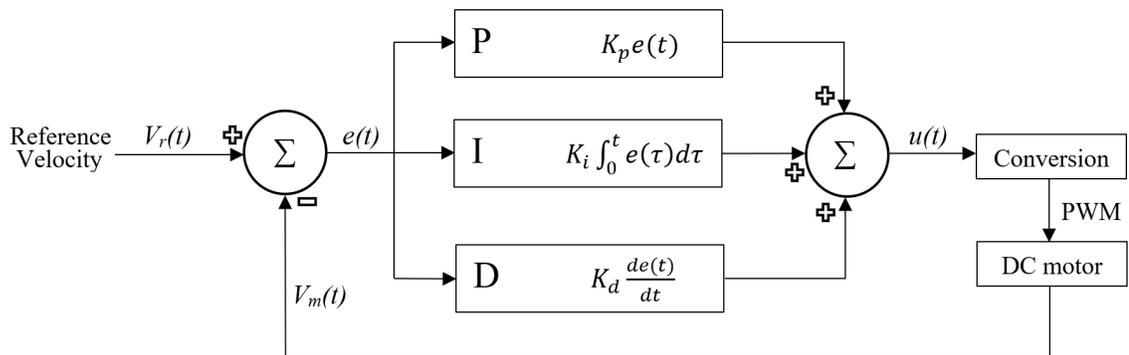 P K_p e(t)
Reference
Velocity
V_r(t)
Σ
e(t)
I K_i ∫_0^t e(τ)dτ
Σ
u(t)
Conversion
PWM
DC motor
D K_d de(t)/dt
V_m(t)